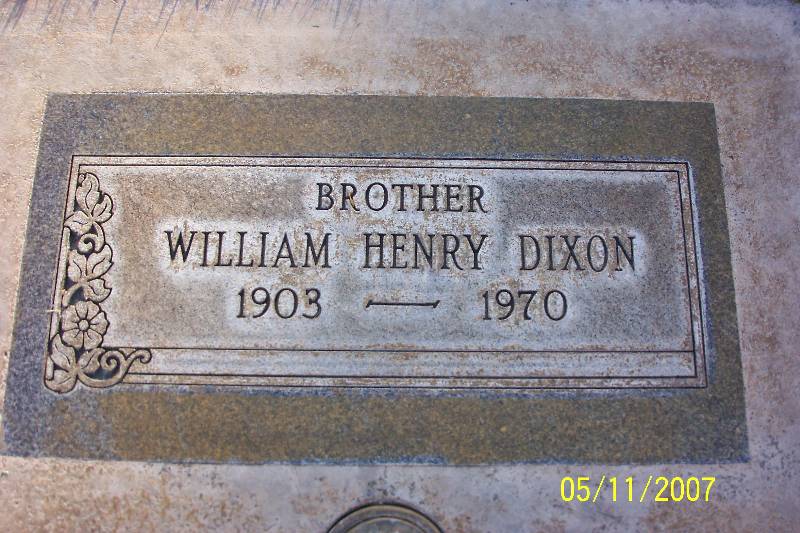 BROTHER
WILLIAM HENRY DIXON
1903 — 1970
05/11/2007